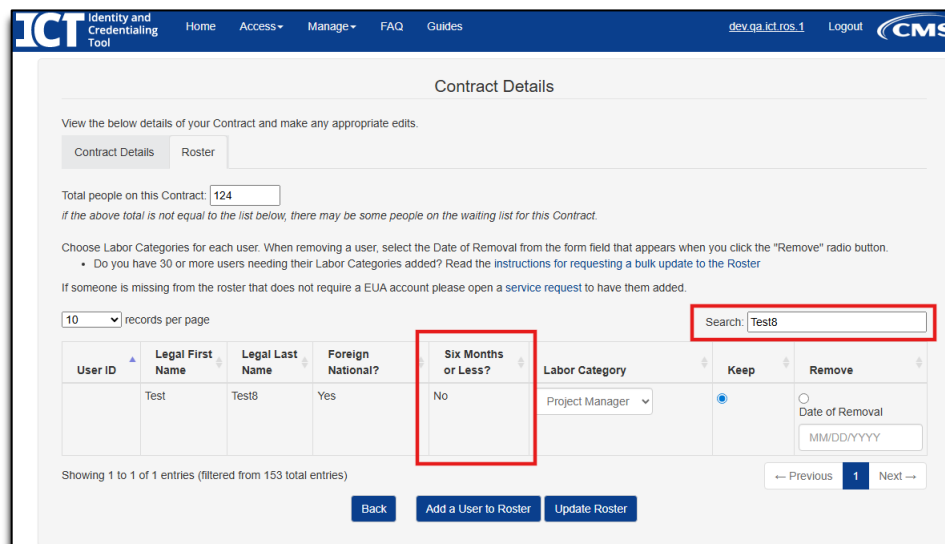 ICT Identity and Credentialing Tool Home Access Manage FAQ Guides dev.qa.ict.ros.1 Logout CMS
Contract Details
View the below details of your Contract and make any appropriate edits.
Contract Details Roster
Total people on this Contract: 124
if the above total is not equal to the list below, there may be some people on the waiting list for this Contract.
Choose Labor Categories for each user. When removing a user, select the Date of Removal from the form field that appears when you click the "Remove" radio button.
• Do you have 30 or more users needing their Labor Categories added? Read the instructions for requesting a bulk update to the Roster
If someone is missing from the roster that does not require a EUA account please open a service request to have them added.
10 records per page Search: Test8
User ID Legal First Name Legal Last Name Foreign National? Six Months or Less? Labor Category Keep Remove
Test Test8 Yes No Project Manager
Date of Removal
MM/DD/YYYY
Showing 1 to 1 of 1 entries (filtered from 153 total entries) ← Previous 1 Next →
Back Add a User to Roster Update Roster